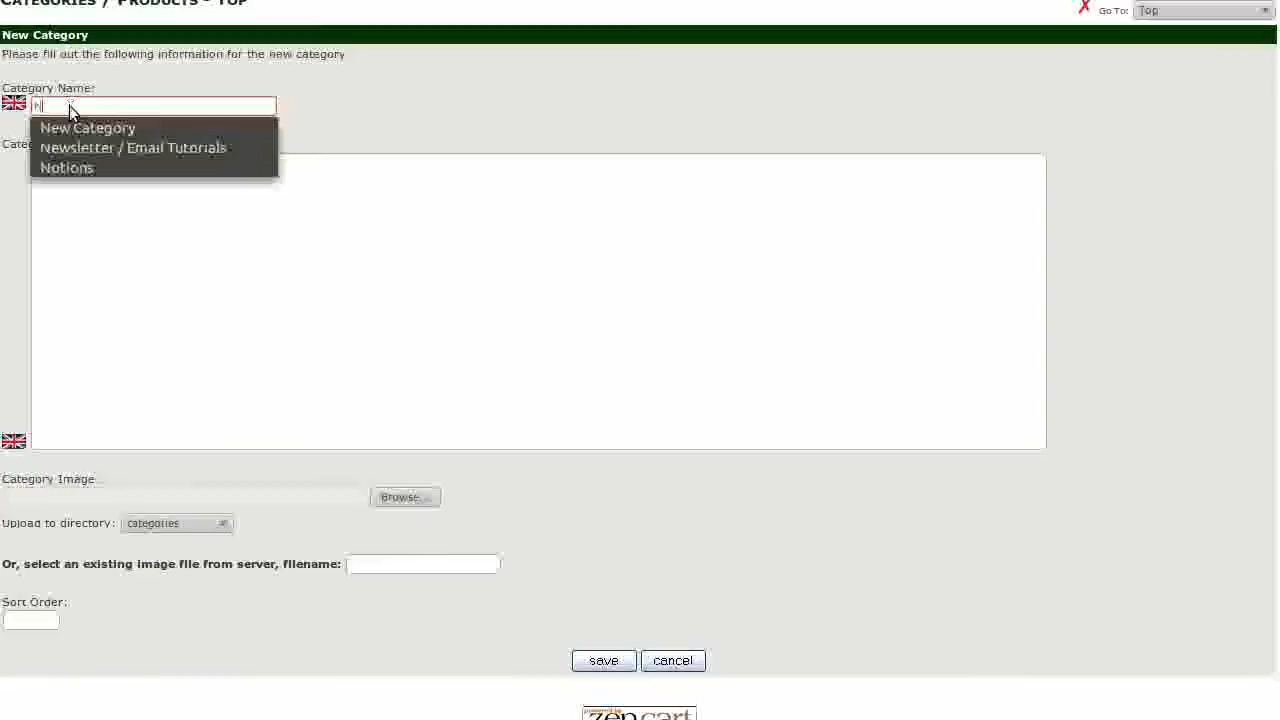 CATEGORIES / PRODUCTS - TOP
Go To: Top
New Category
Please fill out the following information for the new category
Category Name:
New Category
Newsletter / Email Tutorials
Notions
Category Image...
Browse...
Upload to directory: categories
Or, select an existing image file from server, filename:
Sort Order:
save cancel
powered by
zen cart